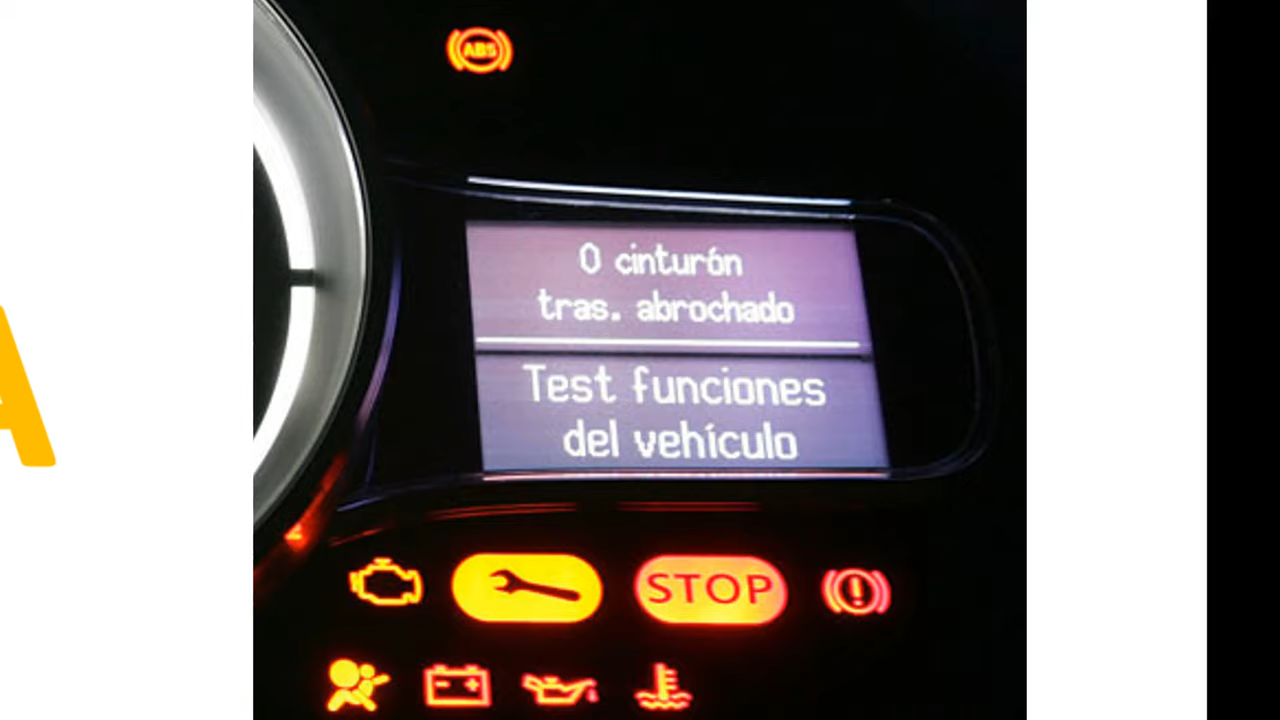 ABS
0 cinturón
tras. abrochado
Test funciones
del vehículo
STOP
A